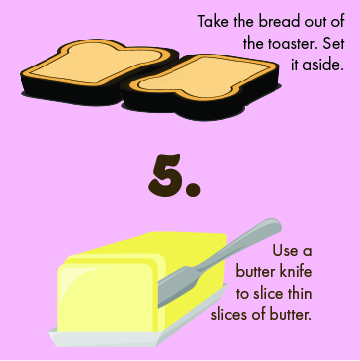 Take the bread out of
the toaster. Set
it aside.
5.
Use a
butter knife
to slice thin
slices of butter.